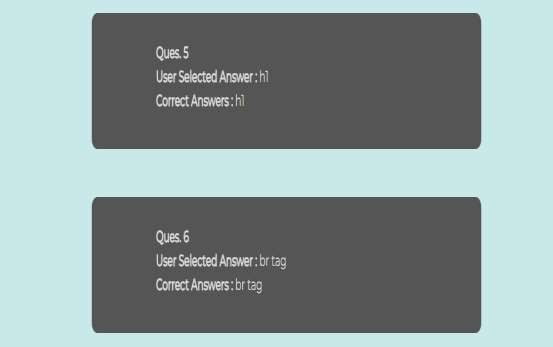 Ques. 5
User Selected Answer : h1
Correct Answers : h1
Ques. 6
User Selected Answer : br tag
Correct Answers : br tag